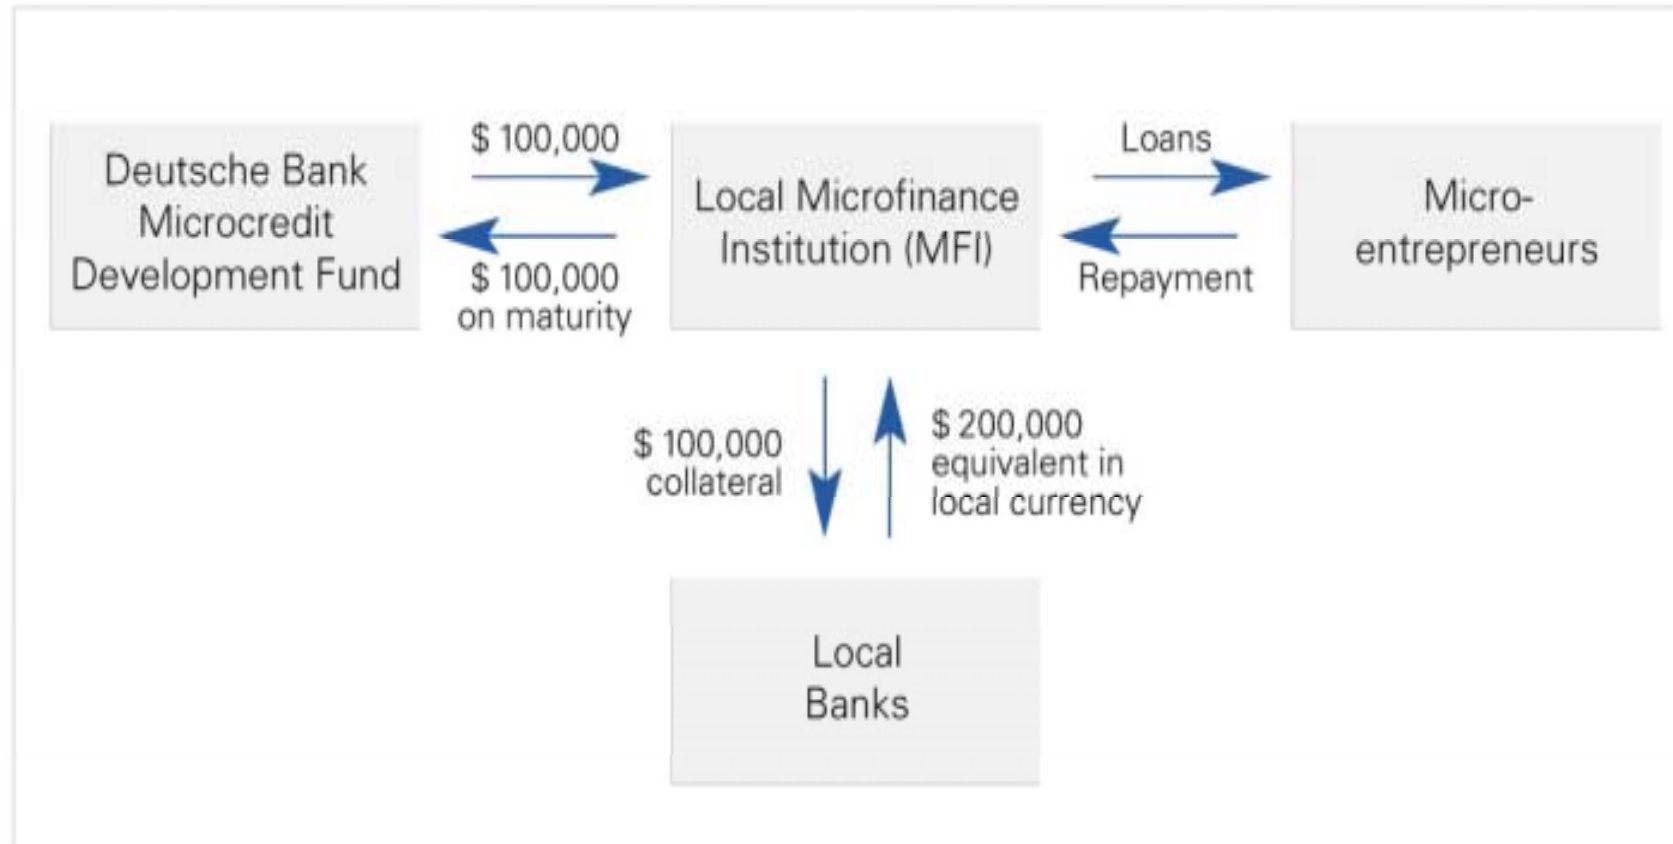 Deutsche Bank
Microcredit
Development Fund
$ 100,000
$ 100,000
on maturity
Local Microfinance
Institution (MFI)
Loans
Repayment
Micro-
entrepreneurs
$ 100,000
collateral
$ 200,000
equivalent in
local currency
Local
Banks